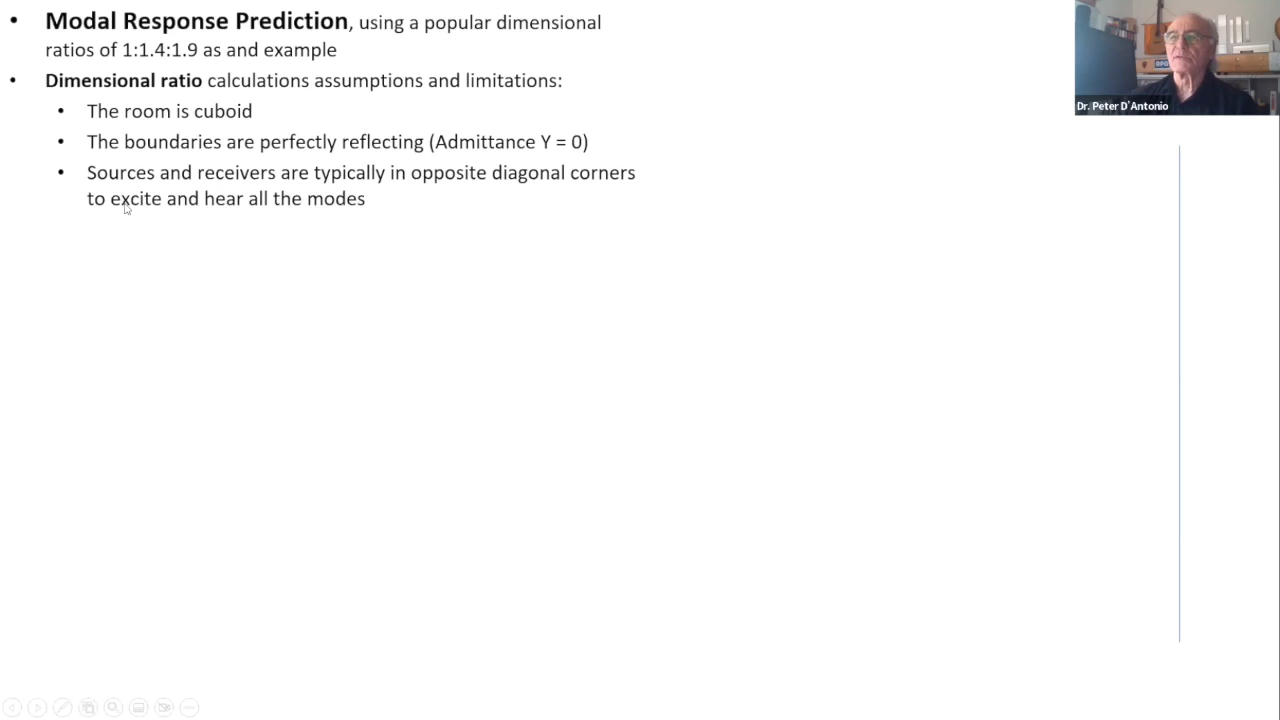 • Modal Response Prediction, using a popular dimensional
ratios of 1:1.4:1.9 as and example
• Dimensional ratio calculations assumptions and limitations:
• The room is cuboid
• The boundaries are perfectly reflecting (Admittance Y = 0)
• Sources and receivers are typically in opposite diagonal corners
to excite and hear all the modes
Dr. Peter D'Antonio